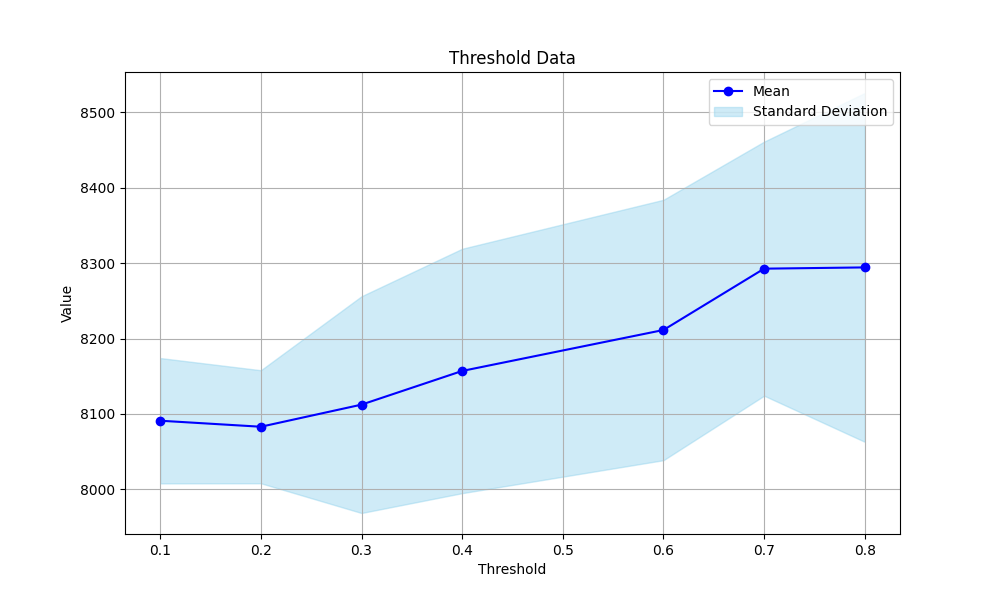 Threshold Data
Mean
Standard Deviation
8500
8400
8300
8200
8100
8000
Value
0.1 0.2 0.3 0.4 0.5 0.6 0.7 0.8
Threshold